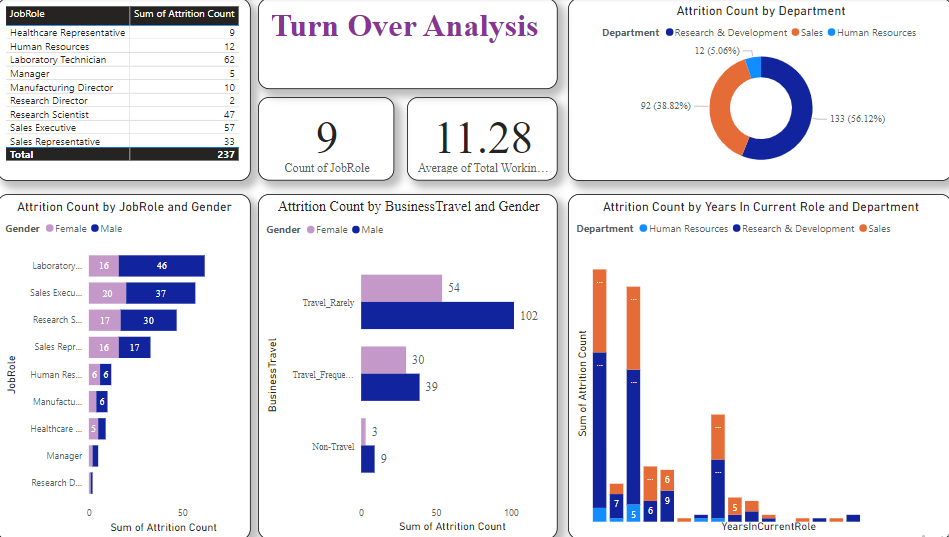 JobRole Sum of Attrition Count
Healthcare Representative 9
Human Resources 12
Laboratory Technician 62
Manager 5
Manufacturing Director 10
Research Director 2
Research Scientist 47
Sales Executive 57
Sales Representative 33
Total 237
Turn Over Analysis
9
Count of JobRole
11.28
Average of Total Workin...
Attrition Count by Department
Department Research & Development Sales Human Resources
12 (5.06%)
92 (38.82%)
133 (56.12%)
Attrition Count by JobRole and Gender
Gender Female Male
JobRole
Laboratory... 16 46
Sales Execu... 20 37
Research S... 17 30
Sales Repr... 16 17
Human Res... 6 6
Manufactu... 6
Healthcare ... 5
Manager
Research D...
0 50
Sum of Attrition Count
Attrition Count by BusinessTravel and Gender
Gender Female Male
BusinessTravel
Travel_Rarely
54
102
Travel_Freque...
30
39
Non-Travel
3
9
0 50 100
Sum of Attrition Count
Attrition Count by Years In Current Role and Department
Department Human Resources Research & Development Sales
Sum of Attrition Count
... ... 7 ... ... 5 ... 6 6 9 ... ... 5
YearsInCurrentRole